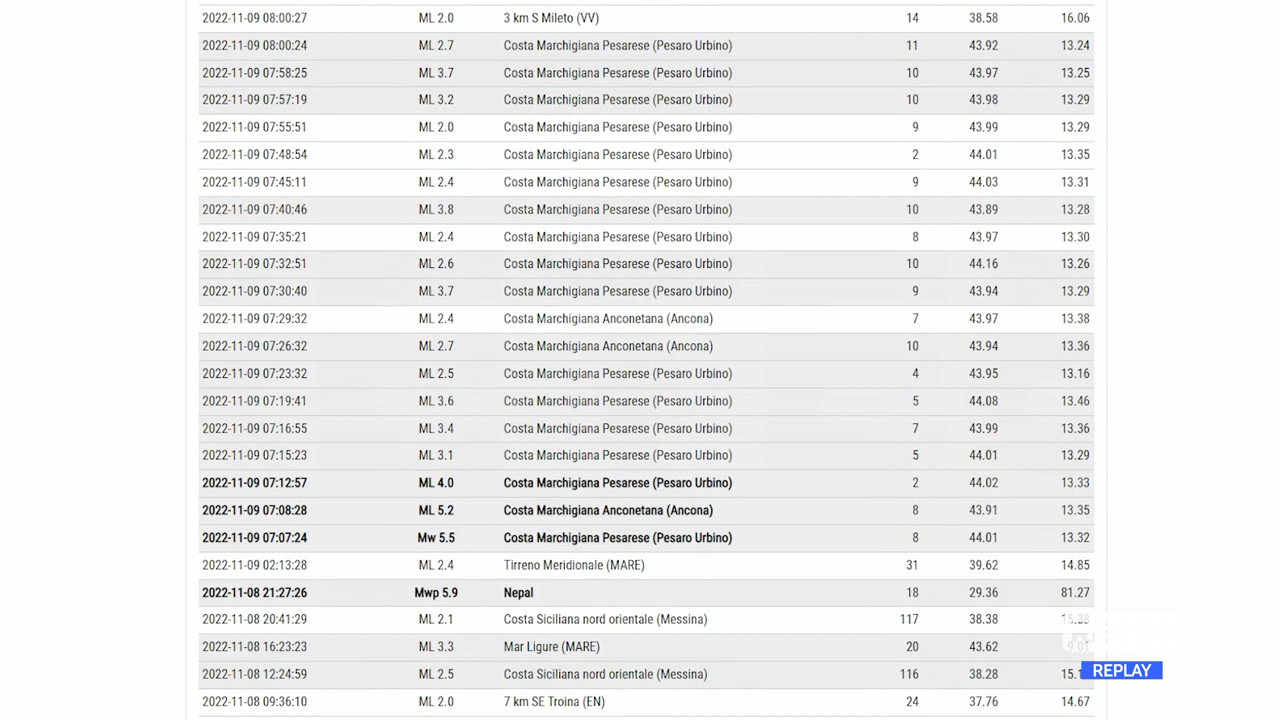 2022-11-09 08:00:27 ML 2.0 3 km S Mileto (VV) 14 38.58 16.06
2022-11-09 08:00:24 ML 2.7 Costa Marchigiana Pesarese (Pesaro Urbino) 11 43.92 13.24
2022-11-09 07:58:25 ML 3.7 Costa Marchigiana Pesarese (Pesaro Urbino) 10 43.97 13.25
2022-11-09 07:57:19 ML 3.2 Costa Marchigiana Pesarese (Pesaro Urbino) 10 43.98 13.29
2022-11-09 07:55:51 ML 2.0 Costa Marchigiana Pesarese (Pesaro Urbino) 9 43.99 13.29
2022-11-09 07:48:54 ML 2.3 Costa Marchigiana Pesarese (Pesaro Urbino) 2 44.01 13.35
2022-11-09 07:45:11 ML 2.4 Costa Marchigiana Pesarese (Pesaro Urbino) 9 44.03 13.31
2022-11-09 07:40:46 ML 3.8 Costa Marchigiana Pesarese (Pesaro Urbino) 10 43.89 13.28
2022-11-09 07:35:21 ML 2.4 Costa Marchigiana Pesarese (Pesaro Urbino) 8 43.97 13.30
2022-11-09 07:32:51 ML 2.6 Costa Marchigiana Pesarese (Pesaro Urbino) 10 44.16 13.26
2022-11-09 07:30:40 ML 3.7 Costa Marchigiana Pesarese (Pesaro Urbino) 9 43.94 13.29
2022-11-09 07:29:32 ML 2.4 Costa Marchigiana Anconetana (Ancona) 7 43.97 13.38
2022-11-09 07:26:32 ML 2.7 Costa Marchigiana Anconetana (Ancona) 10 43.94 13.36
2022-11-09 07:23:32 ML 2.5 Costa Marchigiana Pesarese (Pesaro Urbino) 4 43.95 13.16
2022-11-09 07:19:41 ML 3.6 Costa Marchigiana Pesarese (Pesaro Urbino) 5 44.08 13.46
2022-11-09 07:16:55 ML 3.4 Costa Marchigiana Pesarese (Pesaro Urbino) 7 43.99 13.36
2022-11-09 07:15:23 ML 3.1 Costa Marchigiana Pesarese (Pesaro Urbino) 5 44.01 13.29
2022-11-09 07:12:57 ML 4.0 Costa Marchigiana Pesarese (Pesaro Urbino) 2 44.02 13.33
2022-11-09 07:08:28 ML 5.2 Costa Marchigiana Anconetana (Ancona) 8 43.91 13.35
2022-11-09 07:07:24 Mw 5.5 Costa Marchigiana Pesarese (Pesaro Urbino) 8 44.01 13.32
2022-11-09 02:13:28 ML 2.4 Tirreno Meridionale (MARE) 31 39.62 14.85
2022-11-08 21:27:26 Mwp 5.9 Nepal 18 29.36 81.27
2022-11-08 20:41:29 ML 2.1 Costa Siciliana nord orientale (Messina) 117 38.38
2022-11-08 16:23:23 ML 3.3 Mar Ligure (MARE) 20 43.62
2022-11-08 12:24:59 ML 2.5 Costa Siciliana nord orientale (Messina) 116 38.28
REPLAY
2022-11-08 09:36:10 ML 2.0 7 km SE Troina (EN) 24 37.76 14.67